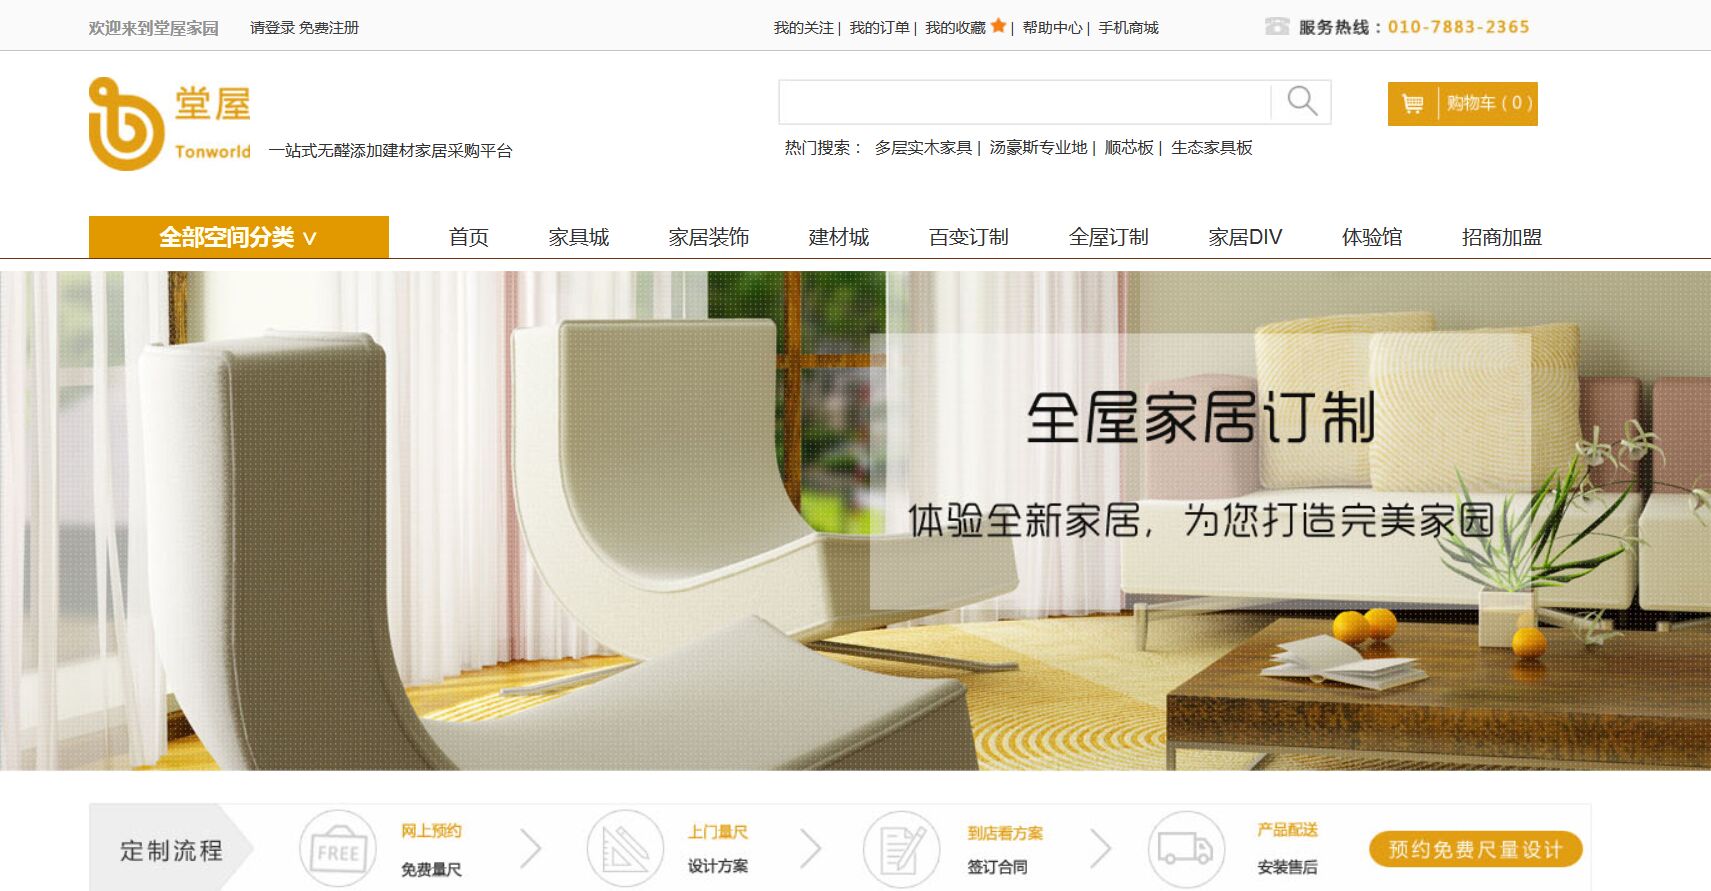 欢迎来到堂屋家园 请登录 免费注册 我的关注 | 我的订单 | 我的收藏 | 帮助中心 | 手机商城 服务热线：010-7883-2365
堂屋
Tonworld 一站式无醛添加建材家居采购平台
购物车 ( 0 )
热门搜索： 多层实木家具 | 汤豪斯专业地 | 顺芯板 | 生态家具板
全部空间分类 ∨ 首页 家具城 家居装饰 建材城 百变订制 全屋订制 家居DIV 体验馆 招商加盟
全屋家居订制
体验全新家居，为您打造完美家园
定制流程
FREE
网上预约
免费量尺
上门量尺
设计方案
到店看方案
签订合同
产品配送
安装售后
预约免费尺量设计